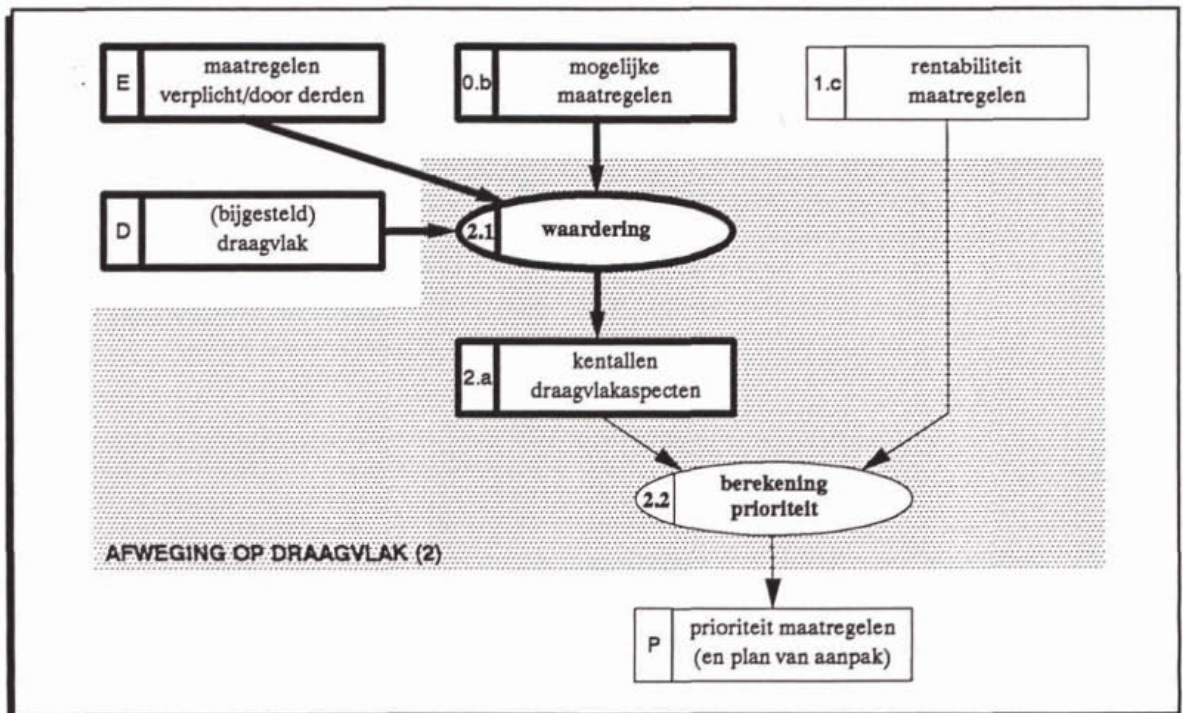 E
maatregelen
verplicht/door derden
0.b
mogelijke
maatregelen
1.c
rentabiliteit
maatregelen
D
(bijgesteld)
draagvlak
2.1
waardering
2.a
kentallen
draagvlakaspecten
2.2
berekening
prioriteit
AFWEGING OP DRAAGVLAK (2)
P
prioriteit maatregelen
(en plan van aanpak)